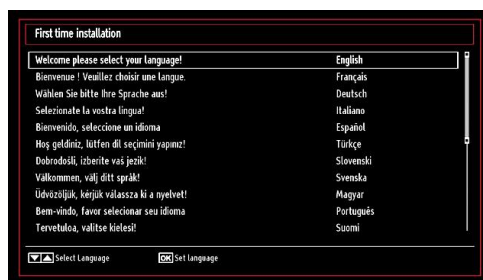 First time installation
Welcome please select your language! English
Bienvenue ! Veuillez choisir une langue. Français
Wählen Sie bitte Ihre Sprache aus! Deutsch
Selezionate la vostra lingua! Italiano
Bienvenido, seleccione un idioma Español
Hoş geldiniz, lütfen dil seçimini yapınız! Türkçe
Dobrodošli, izberite vaš jezik! Slovenski
Välkommen, välj ditt språk! Svenska
Üdvözöljük, kérjük válassza ki a nyelvet! Magyar
Bem-vindo, favor selecionar seu idioma Português
Tervetuloa, valitse kielesi! Suomi
Select Language OK Set language